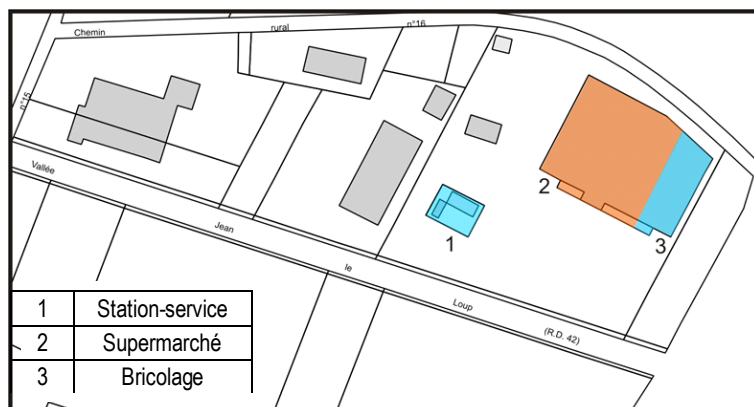 Chemin rural n°16
n°15
Vallée Jean le Loup (R.D. 42)
2
3
1
1 Station-service
2 Supermarché
3 Bricolage